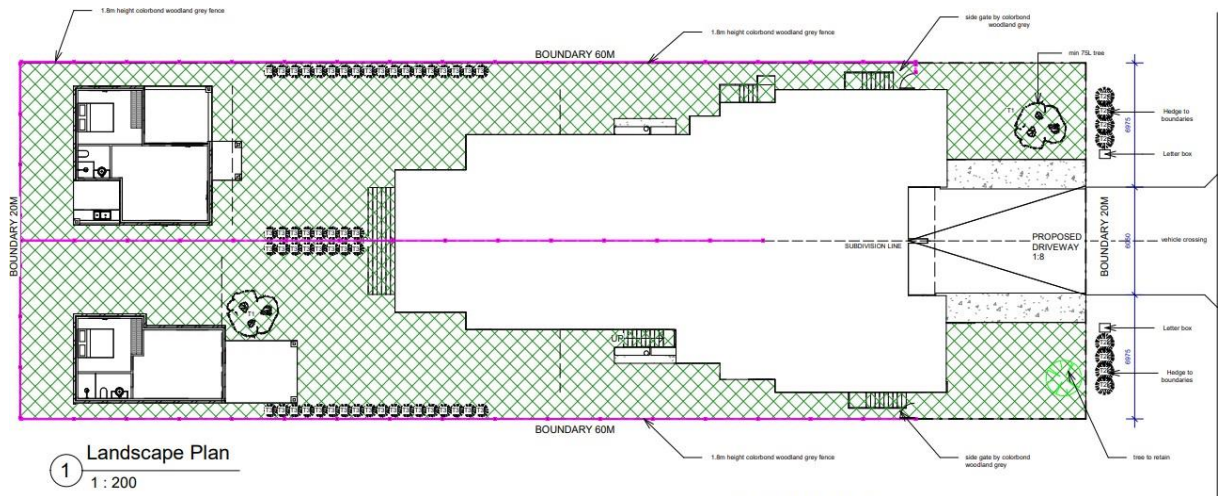 1.8m height colorbond woodland grey fence
1.8m height colorbond woodland grey fence
side gate by colorbond
woodland grey
BOUNDARY 60M
min 75L tree
T1
Hedge to
boundaries
6975
Letter box
BOUNDARY 20M
SUBDIVISION LINE
PROPOSED
DRIVEWAY
1:8
6050
BOUNDARY 20M
vehicle crossing
T1
UP
Letter box
6975
Hedge to
boundaries
BOUNDARY 60M
1 Landscape Plan
1 : 200
1.8m height colorbond woodland grey fence
side gate by colorbond
woodland grey
tree to retain